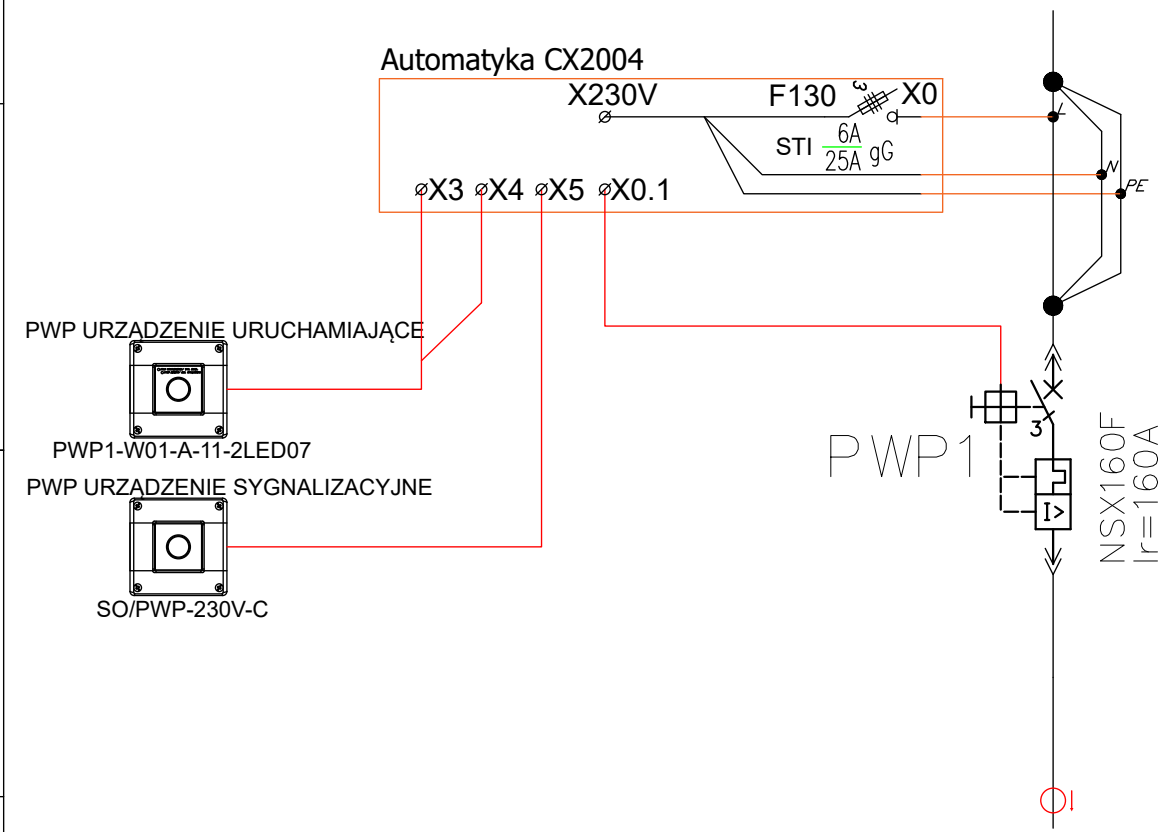 Automatyka CX2004
X230V
F130
3
X0
L
STI
6A
25A
gG
N
PE
X3
X4
X5
X0.1
PWP URZĄDZENIE URUCHAMIAJĄCE
PWP1-W01-A-11-2LED07
PWP URZĄDZENIE SYGNALIZACYJNE
SO/PWP-230V-C
PWP1
3
I>
NSX160F
Ir=160A